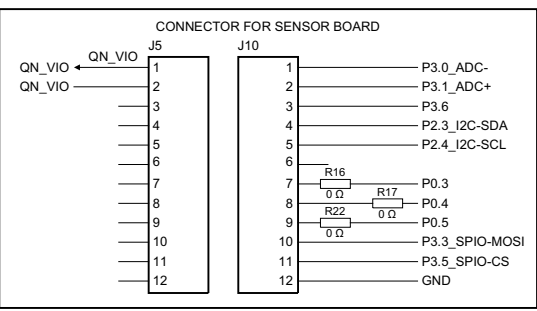 CONNECTOR FOR SENSOR BOARD
J5
J10
QN_VIO
QN_VIO 1
QN_VIO 2
3
4
5
6
7
8
9
10
11
12
1 P3.0_ADC-
2 P3.1_ADC+
3 P3.6
4 P2.3_I2C-SDA
5 P2.4_I2C-SCL
6
R16
7 P0.3
0 Ω
R17
8 P0.4
0 Ω
R22
9 P0.5
0 Ω
10 P3.3_SPIO-MOSI
11 P3.5_SPIO-CS
12 GND